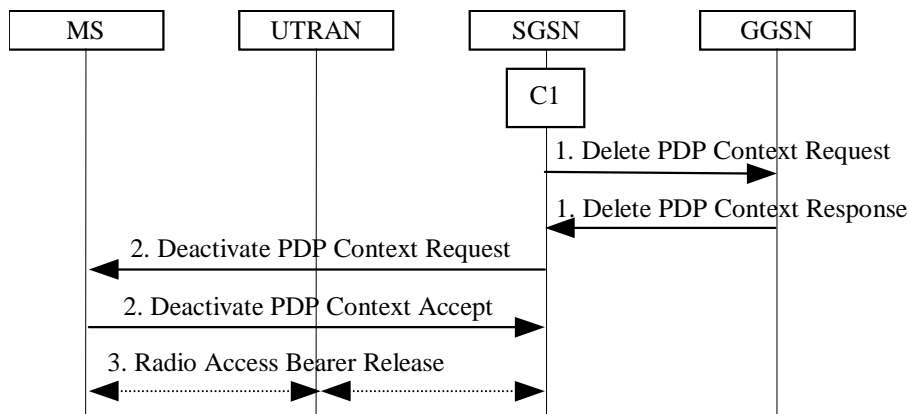 MS UTRAN SGSN GGSN
C1
1. Delete PDP Context Request
1. Delete PDP Context Response
2. Deactivate PDP Context Request
2. Deactivate PDP Context Accept
3. Radio Access Bearer Release